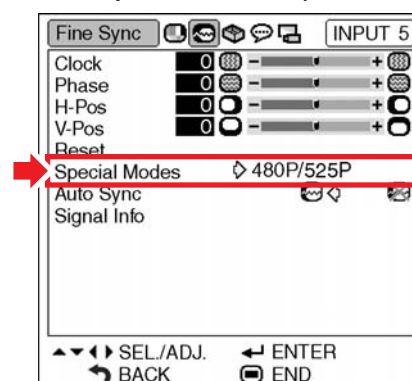 Fine Sync INPUT 5
Clock 0 - +
Phase 0 - +
H-Pos 0 - +
V-Pos 0 - +
Reset
Special Modes 480P/525P
Auto Sync
Signal Info
SEL./ADJ. ENTER
BACK END